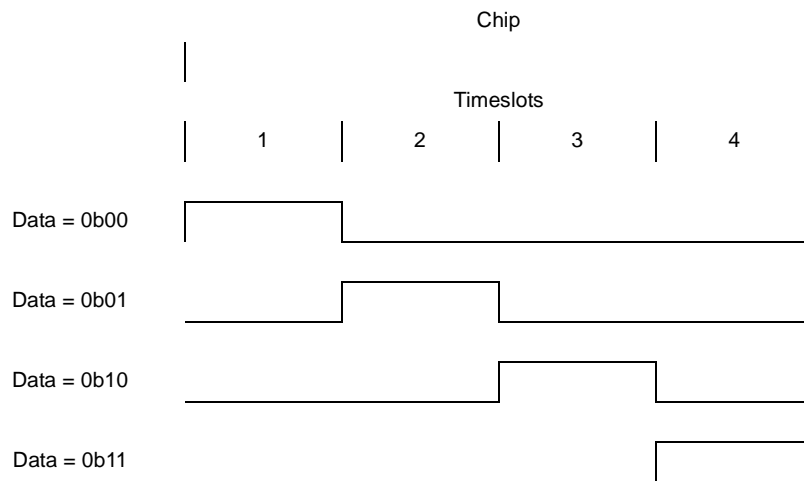 Chip
Timeslots
1 2 3 4
Data = 0b00
Data = 0b01
Data = 0b10
Data = 0b11